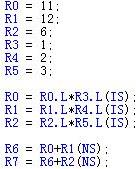 R0 = 11;
R1 = 12;
R2 = 6;
R3 = 1;
R4 = 2;
R5 = 3;
R0 = R0.L*R3.L(IS);
R1 = R1.L*R4.L(IS);
R2 = R2.L*R5.L(IS);
R6 = R0+R1(NS);
R7 = R6+R2(NS);